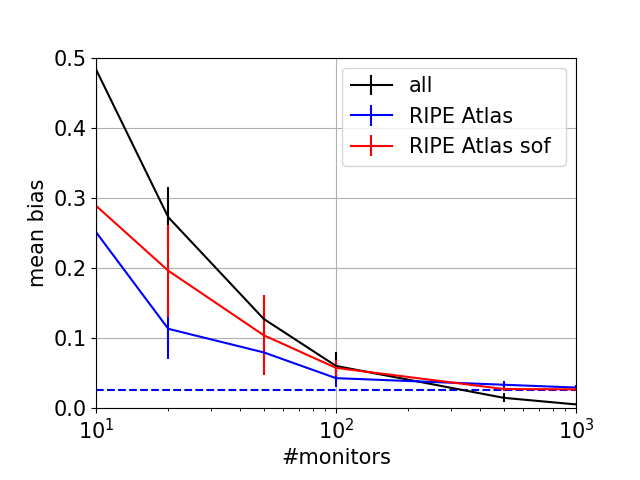 0.5
0.4
0.3
0.2
0.1
0.0
mean bias
10¹
10²
10³
#monitors
all
RIPE Atlas
RIPE Atlas sof